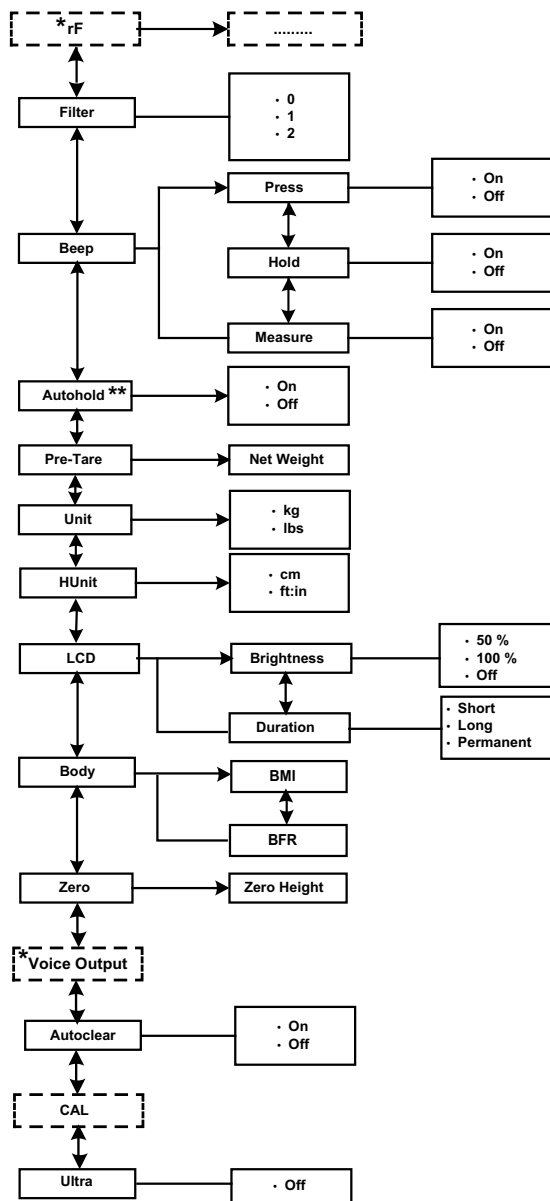 *rF
.........
Filter
· 0
· 1
· 2
Beep
Press
· On
· Off
Hold
· On
· Off
Measure
· On
· Off
Autohold **
· On
· Off
Pre-Tare
Net Weight
Unit
· kg
· lbs
HUnit
· cm
· ft:in
LCD
Brightness
· 50 %
· 100 %
· Off
Duration
· Short
· Long
· Permanent
Body
BMI
BFR
Zero
Zero Height
*Voice Output
Autoclear
· On
· Off
CAL
Ultra
· Off